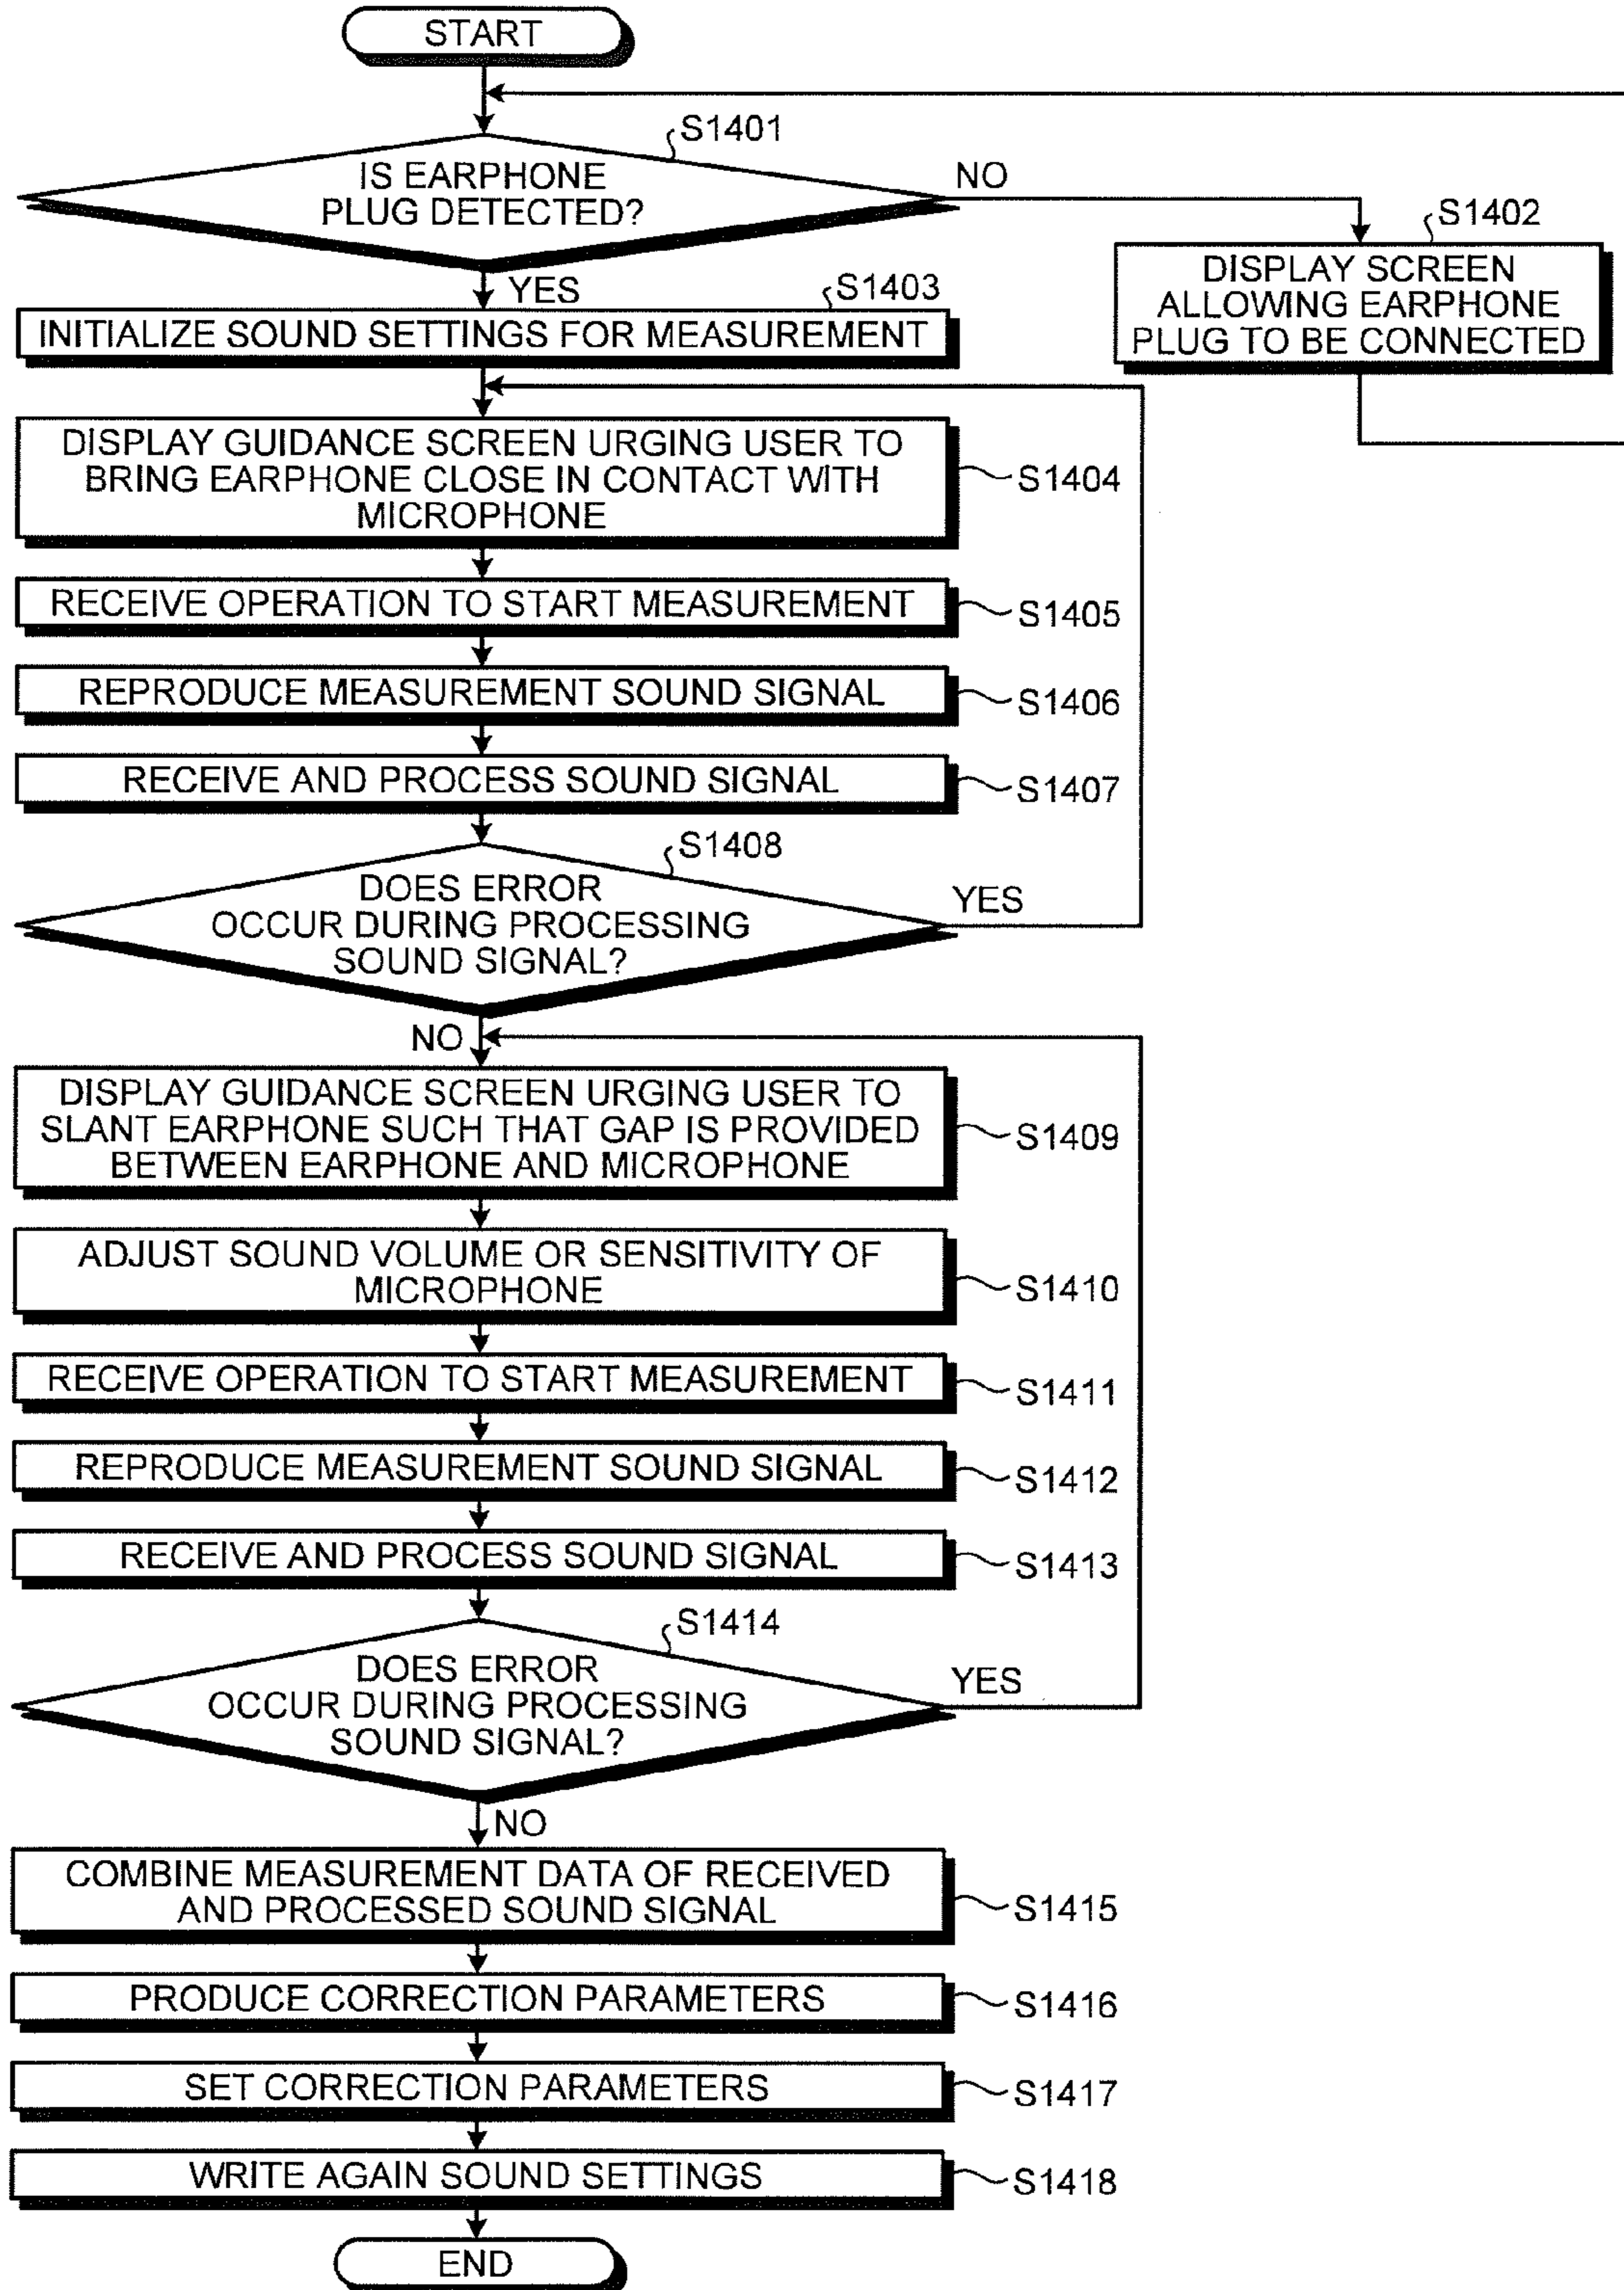 START
S1401
IS EARPHONE
PLUG DETECTED?
NO
S1402
DISPLAY SCREEN
ALLOWING EARPHONE
PLUG TO BE CONNECTED
YES
S1403
INITIALIZE SOUND SETTINGS FOR MEASUREMENT
DISPLAY GUIDANCE SCREEN URGING USER TO
BRING EARPHONE CLOSE IN CONTACT WITH
MICROPHONE
S1404
RECEIVE OPERATION TO START MEASUREMENT
S1405
REPRODUCE MEASUREMENT SOUND SIGNAL
S1406
RECEIVE AND PROCESS SOUND SIGNAL
S1407
S1408
DOES ERROR
OCCUR DURING PROCESSING
SOUND SIGNAL?
YES
NO
DISPLAY GUIDANCE SCREEN URGING USER TO
SLANT EARPHONE SUCH THAT GAP IS PROVIDED
BETWEEN EARPHONE AND MICROPHONE
S1409
ADJUST SOUND VOLUME OR SENSITIVITY OF
MICROPHONE
S1410
RECEIVE OPERATION TO START MEASUREMENT
S1411
REPRODUCE MEASUREMENT SOUND SIGNAL
S1412
RECEIVE AND PROCESS SOUND SIGNAL
S1413
S1414
DOES ERROR
OCCUR DURING PROCESSING
SOUND SIGNAL?
YES
NO
COMBINE MEASUREMENT DATA OF RECEIVED
AND PROCESSED SOUND SIGNAL
S1415
PRODUCE CORRECTION PARAMETERS
S1416
SET CORRECTION PARAMETERS
S1417
WRITE AGAIN SOUND SETTINGS
S1418
END